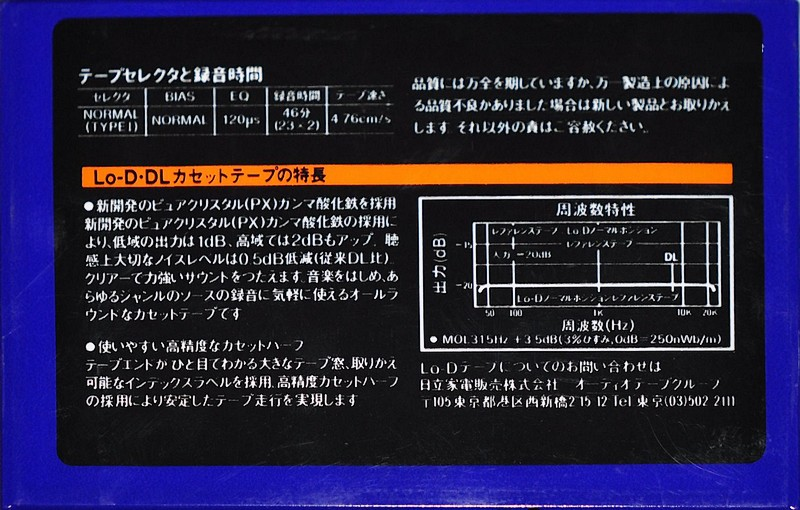 テープセレクタと録音時間
セレクタ BIAS EQ 録音時間 テープ速さ
NORMAL (TYPE I) NORMAL 120μs 46分 (23×2) 4.76cm/s
品質には万全を期していますが、万一製造上の原因によ
る品質不良がありました場合は新しい製品とお取りかえ
します。それ以外の責はご容赦ください。
Lo-D・DLカセットテープの特長
●新開発のピュアクリスタル(PX)ガンマ酸化鉄を採用
新開発のピュアクリスタル(PX)ガンマ酸化鉄の採用に
より、低域の出力は1dB、高域では2dBもアップ。聴
感上大切なノイズレベルは0.5dB低減(従来DL比)
クリアーで力強いサウンドをつたえます。音楽をはじめ、あ
らゆるジャンルのソースの録音に気軽に使えるオールラ
ウンドなカセットテープです
●使いやすい高精度なカセットハーフ
テープエンドがひと目でわかる大きなテープ窓、取りかえ
可能なインデックスラベルを採用。高精度カセットハーフ
の採用により安定したテープ走行を実現します
周波数特性
出力(dB)
レファレンステープ Lo-Dノーマルポジション
レファレンステープ
-15
入力 -20dB
DL
-20
Lo-Dノーマルポジションレファレンステープ
50 100 1K 10K 20K
周波数(Hz)
●MOL315Hz +3.5dB(3%ひずみ,0dB=250nWb/m)
Lo-Dテープについてのお問い合わせは
日立家電販売株式会社 オーディオテープグループ
〒105 東京都港区西新橋2-15-12 Tel 東京(03)502-2111